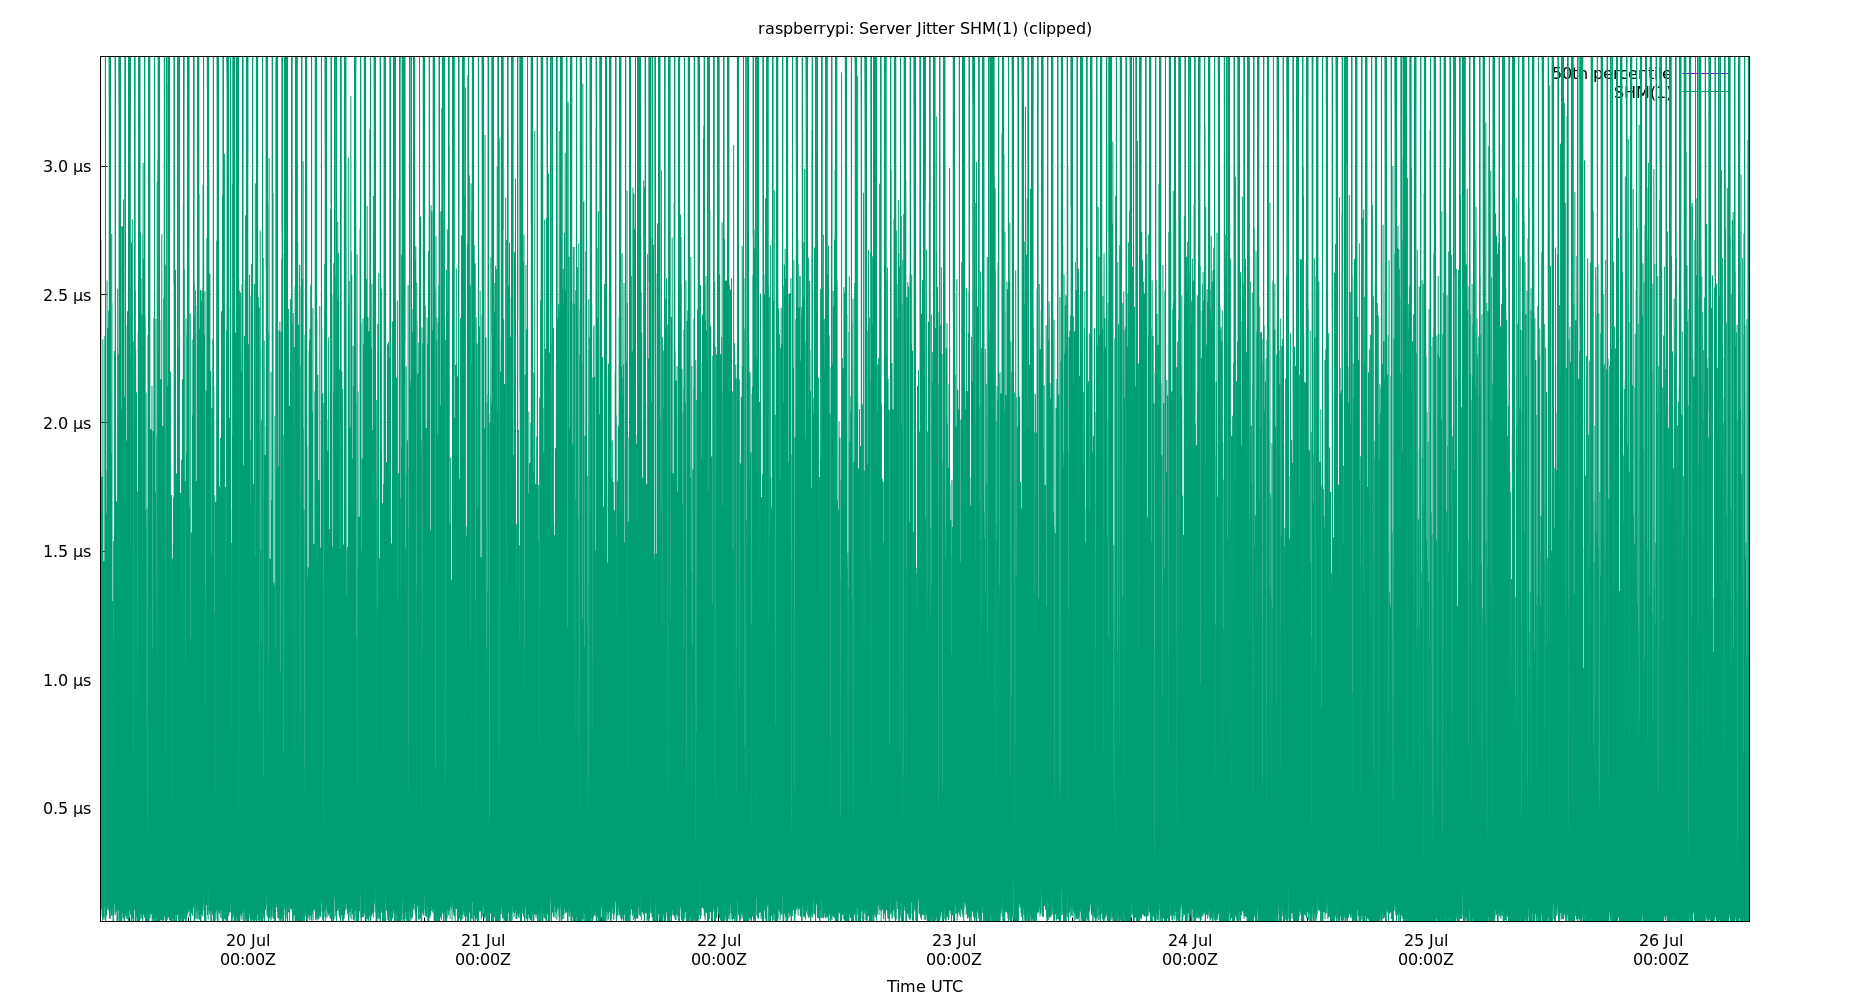 raspberrypi: Server Jitter SHM(1) (clipped)
50th percentile
SHM(1)
3.0 µs
2.5 µs
2.0 µs
1.5 µs
1.0 µs
0.5 µs
20 Jul 21 Jul 22 Jul 23 Jul 24 Jul 25 Jul 26 Jul
00:00Z 00:00Z 00:00Z 00:00Z 00:00Z 00:00Z 00:00Z
Time UTC